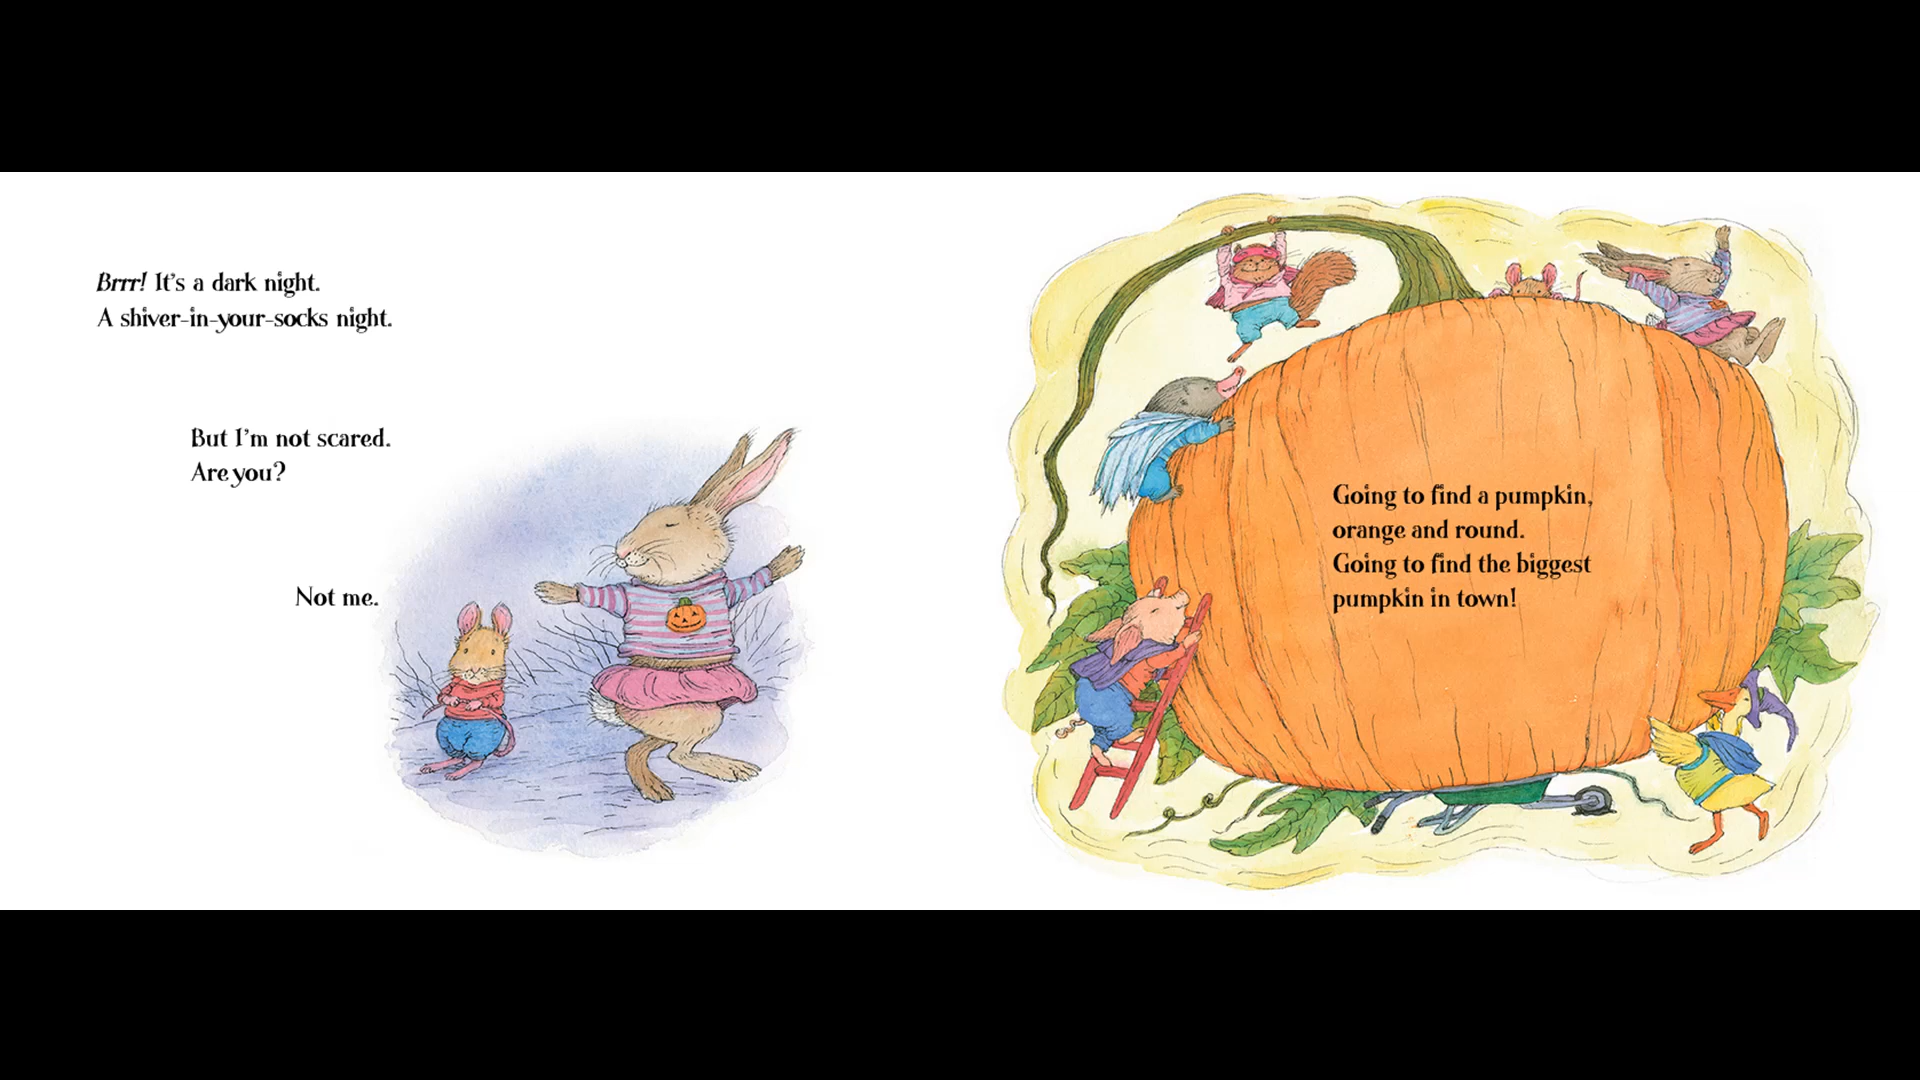 Brrr! It's a dark night.
A shiver-in-your-socks night.
But I'm not scared.
Are you?
Not me.
Going to find a pumpkin,
orange and round.
Going to find the biggest
pumpkin in town!